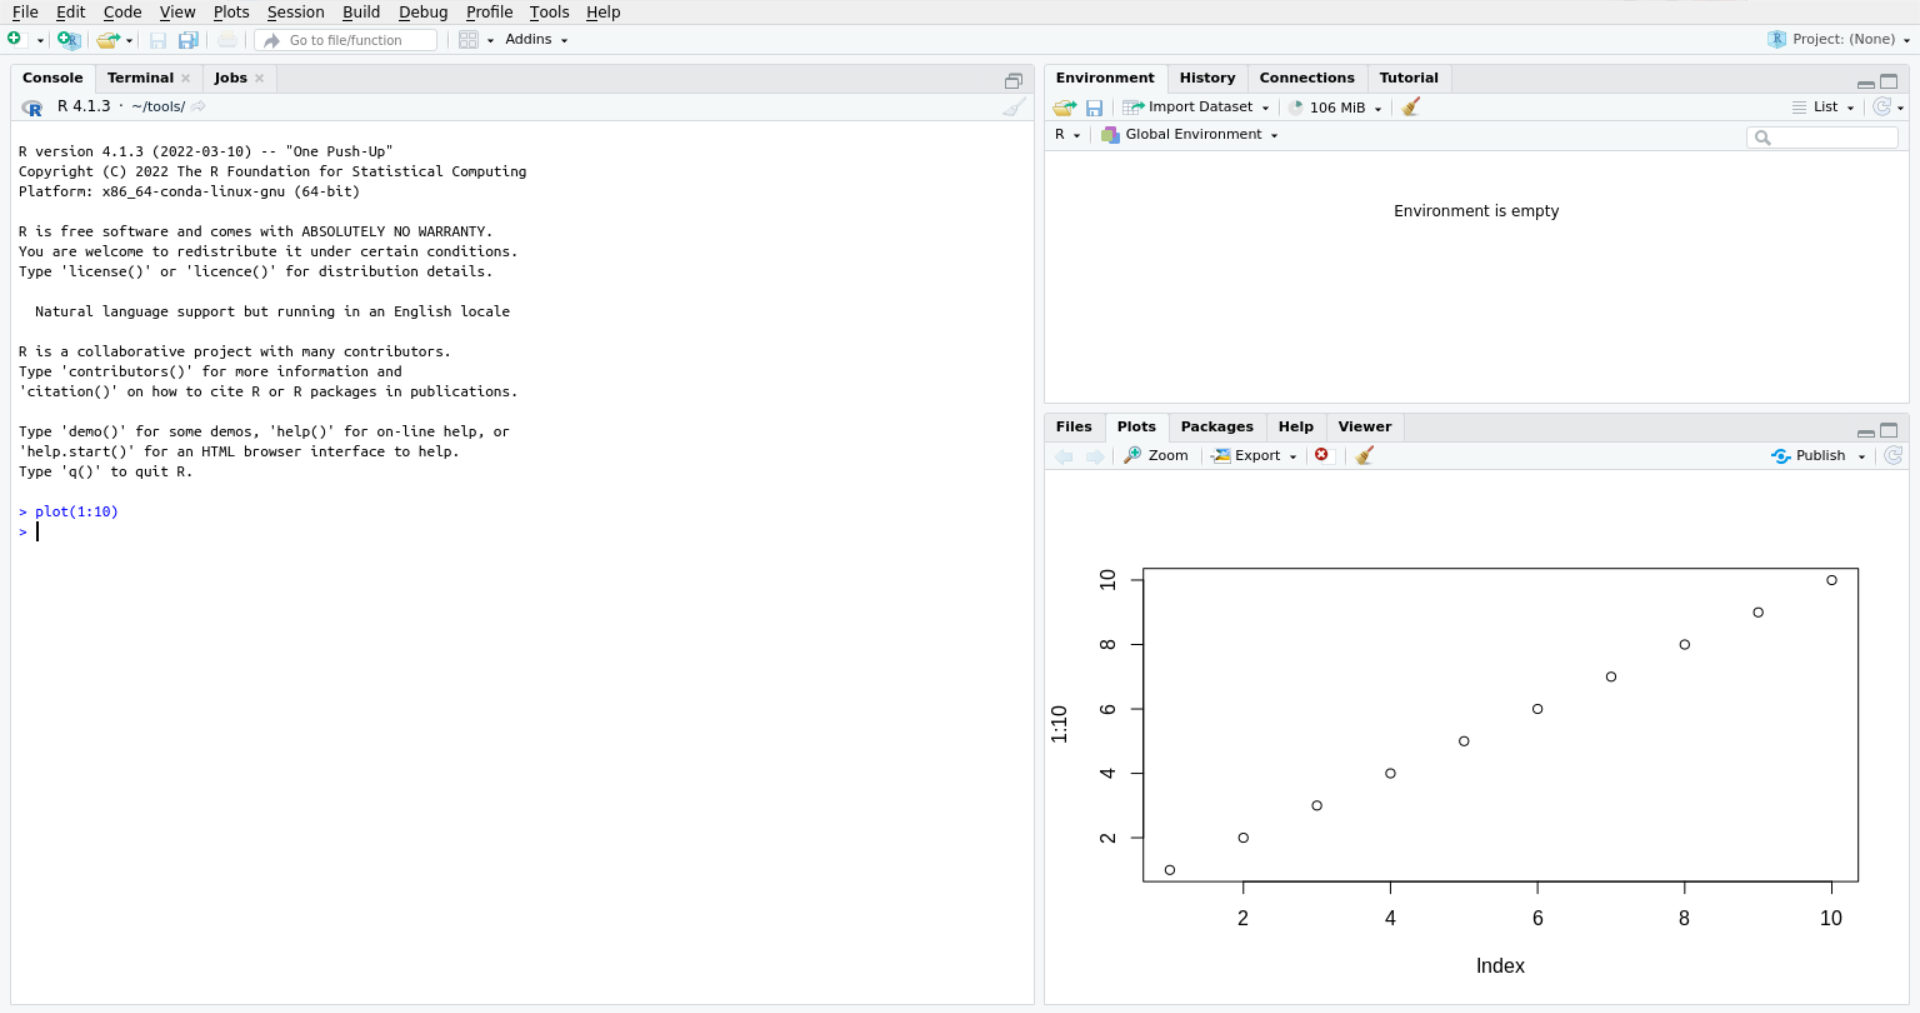 File Edit Code View Plots Session Build Debug Profile Tools Help
Go to file/function Addins Project: (None)
Console Terminal Jobs
R 4.1.3 · ~/tools/
R version 4.1.3 (2022-03-10) -- "One Push-Up"
Copyright (C) 2022 The R Foundation for Statistical Computing
Platform: x86_64-conda-linux-gnu (64-bit)
R is free software and comes with ABSOLUTELY NO WARRANTY.
You are welcome to redistribute it under certain conditions.
Type 'license()' or 'licence()' for distribution details.
Natural language support but running in an English locale
R is a collaborative project with many contributors.
Type 'contributors()' for more information and
'citation()' on how to cite R or R packages in publications.
Type 'demo()' for some demos, 'help()' for on-line help, or
'help.start()' for an HTML browser interface to help.
Type 'q()' to quit R.
> plot(1:10)
>
Environment History Connections Tutorial
Import Dataset 106 MiB List
R Global Environment
Environment is empty
Files Plots Packages Help Viewer
Zoom Export Publish
10
8
6
4
2
1:10
2 4 6 8 10
Index